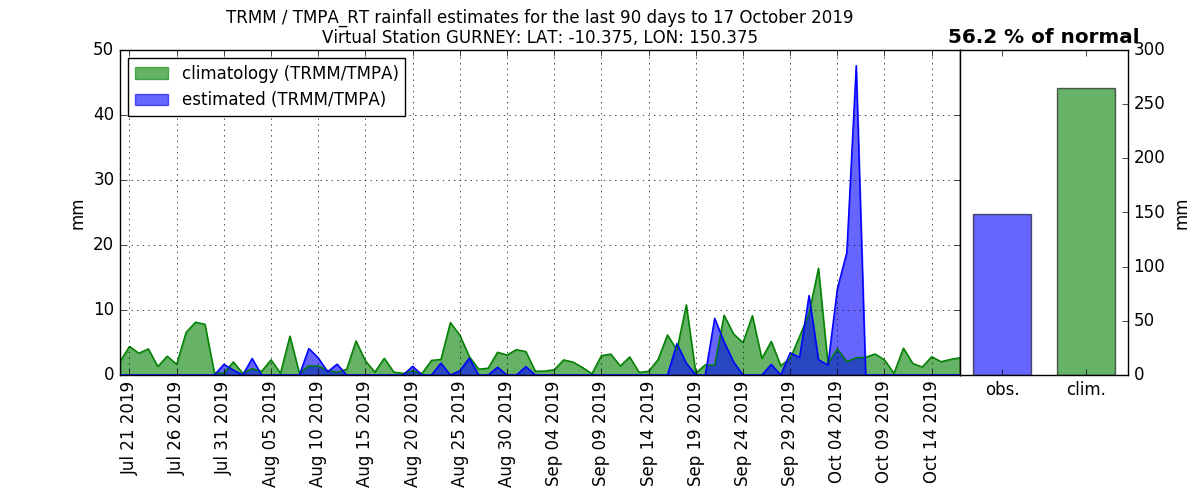 TRMM / TMPA_RT rainfall estimates for the last 90 days to 17 October 2019
Virtual Station GURNEY: LAT: -10.375, LON: 150.375
56.2 % of normal
climatology (TRMM/TMPA)
estimated (TRMM/TMPA)
mm
50
40
30
20
10
0
Jul 21 2019
Jul 26 2019
Jul 31 2019
Aug 05 2019
Aug 10 2019
Aug 15 2019
Aug 20 2019
Aug 25 2019
Aug 30 2019
Sep 04 2019
Sep 09 2019
Sep 14 2019
Sep 19 2019
Sep 24 2019
Sep 29 2019
Oct 04 2019
Oct 09 2019
Oct 14 2019
obs.
clim.
300
250
200
150
100
50
0
mm